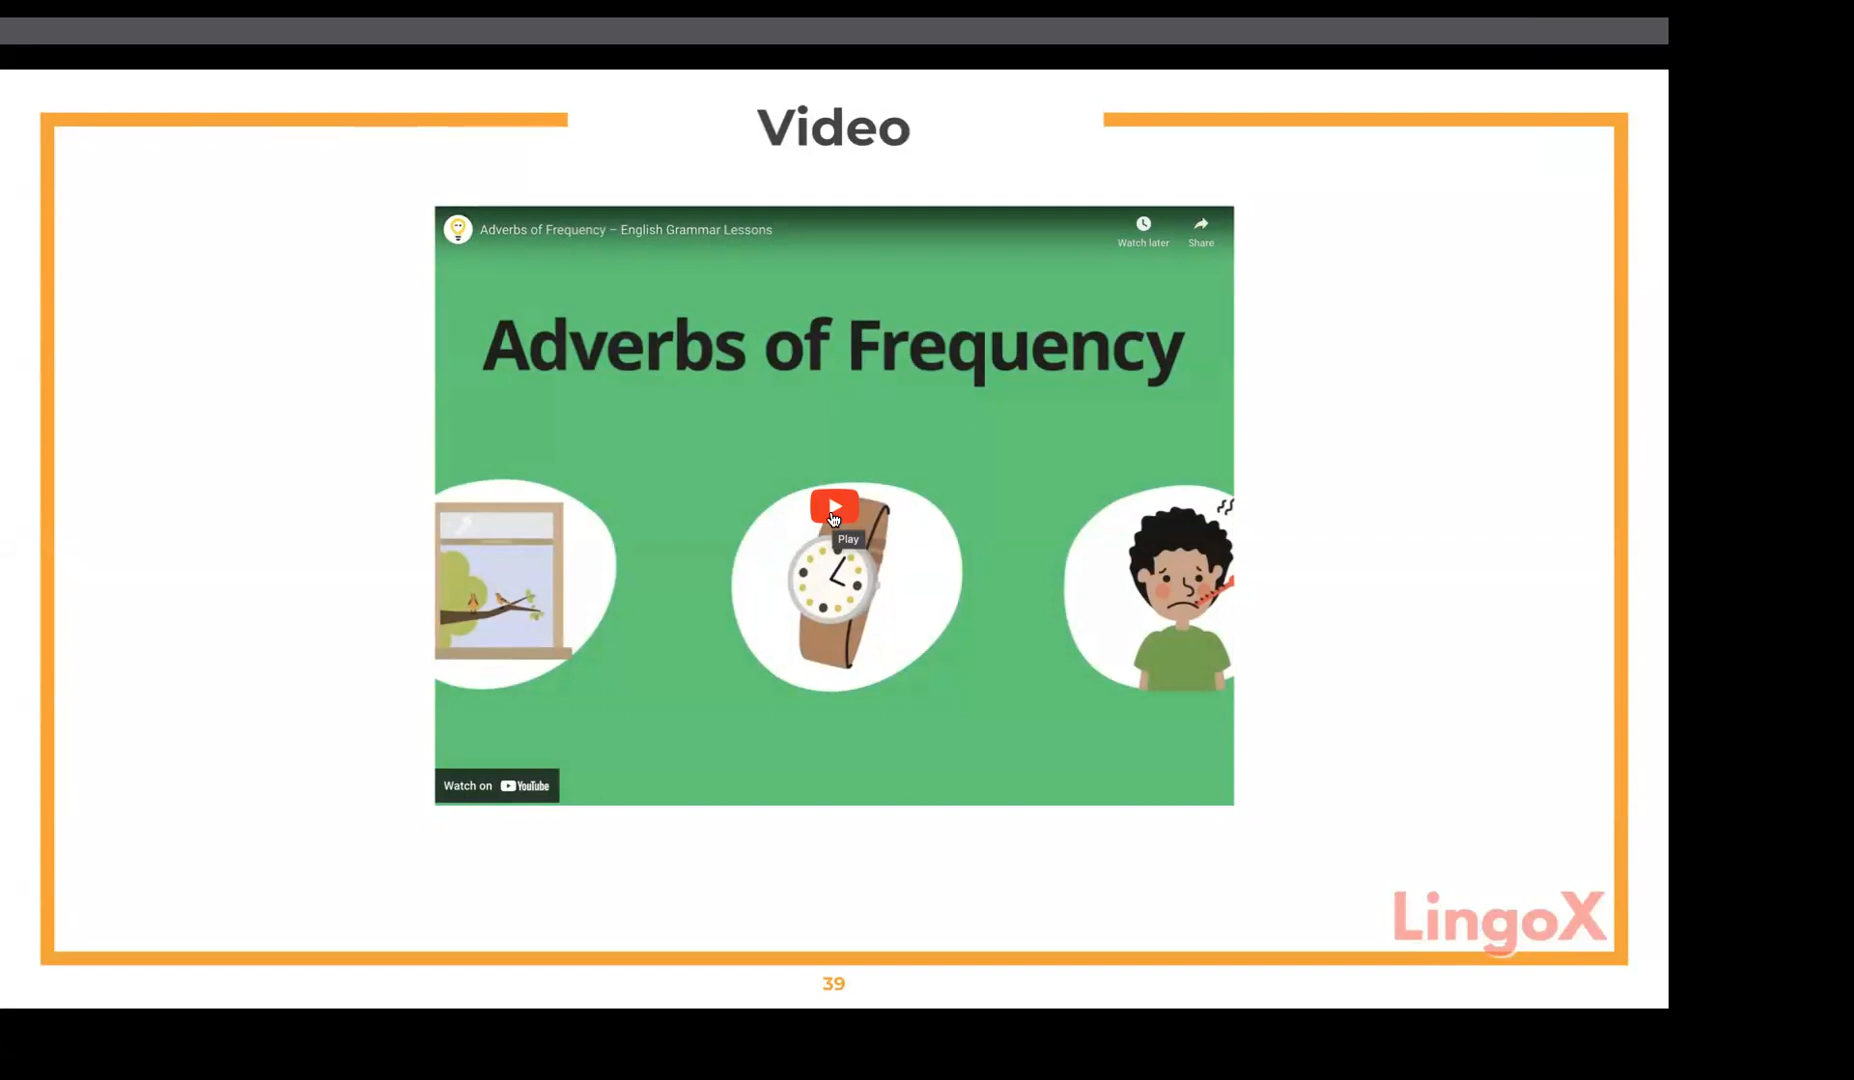 Video
Adverbs of Frequency – English Grammar Lessons
Watch later
Share
Adverbs of Frequency
Play
Watch on YouTube
LingoX
39